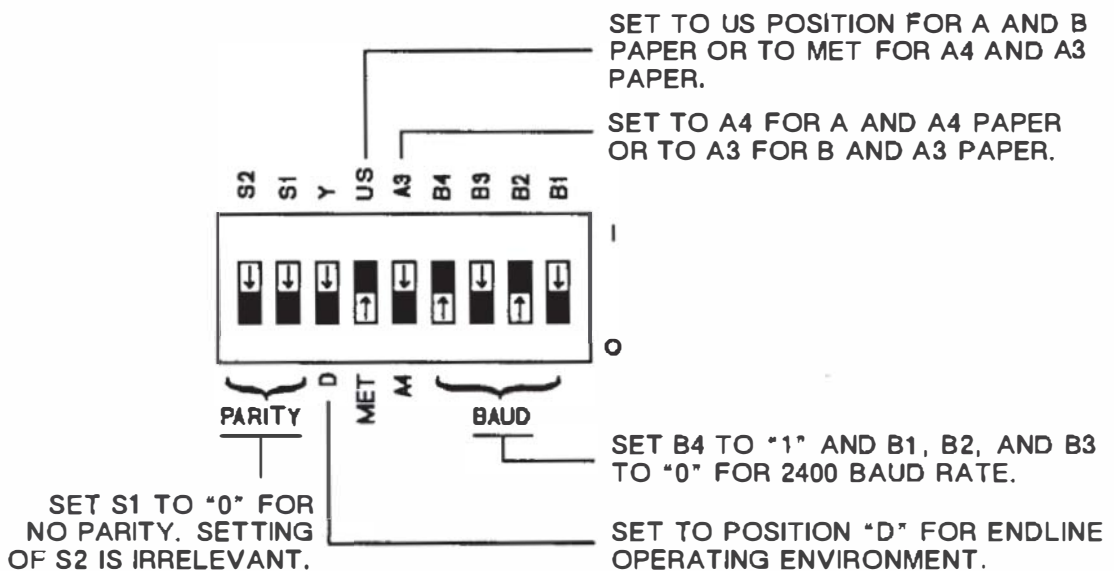 SET TO US POSITION FOR A AND B
PAPER OR TO MET FOR A4 AND A3
PAPER.
SET TO A4 FOR A AND A4 PAPER
OR TO A3 FOR B AND A3 PAPER.
S2 S1 Y US A3 B4 B3 B2 B1
I
O
D MET A4
PARITY
BAUD
SET B4 TO "1" AND B1, B2, AND B3
TO "0" FOR 2400 BAUD RATE.
SET S1 TO "0" FOR
NO PARITY. SETTING
OF S2 IS IRRELEVANT.
SET TO POSITION "D" FOR ENDLINE
OPERATING ENVIRONMENT.